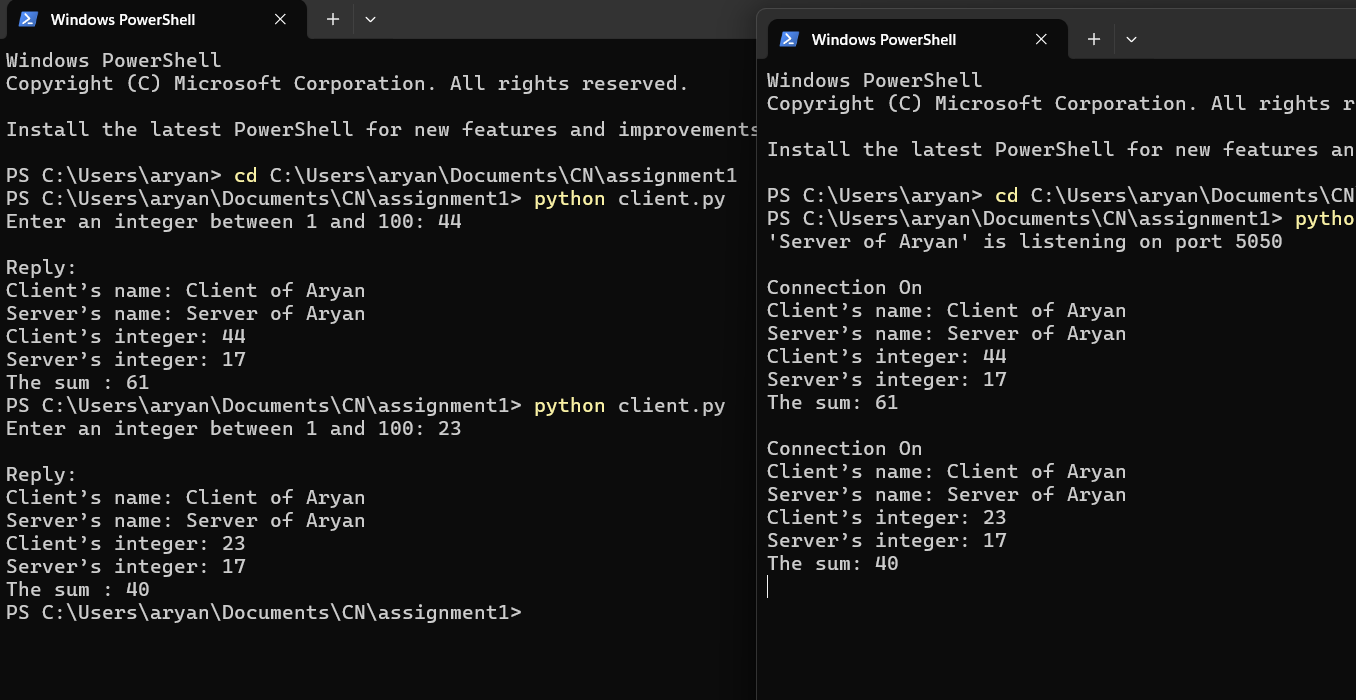 Windows PowerShell
Windows PowerShell
Copyright (C) Microsoft Corporation. All rights reserved.
Install the latest PowerShell for new features and improvements
PS C:\Users\aryan> cd C:\Users\aryan\Documents\CN\assignment1
PS C:\Users\aryan\Documents\CN\assignment1> python client.py
Enter an integer between 1 and 100: 44
Reply:
Client’s name: Client of Aryan
Server’s name: Server of Aryan
Client’s integer: 44
Server’s integer: 17
The sum : 61
PS C:\Users\aryan\Documents\CN\assignment1> python client.py
Enter an integer between 1 and 100: 23
Reply:
Client’s name: Client of Aryan
Server’s name: Server of Aryan
Client’s integer: 23
Server’s integer: 17
The sum : 40
PS C:\Users\aryan\Documents\CN\assignment1>
Windows PowerShell
Windows PowerShell
Copyright (C) Microsoft Corporation. All rights r
Install the latest PowerShell for new features an
PS C:\Users\aryan> cd C:\Users\aryan\Documents\CN
PS C:\Users\aryan\Documents\CN\assignment1> pytho
'Server of Aryan' is listening on port 5050
Connection On
Client’s name: Client of Aryan
Server’s name: Server of Aryan
Client’s integer: 44
Server’s integer: 17
The sum: 61
Connection On
Client’s name: Client of Aryan
Server’s name: Server of Aryan
Client’s integer: 23
Server’s integer: 17
The sum: 40